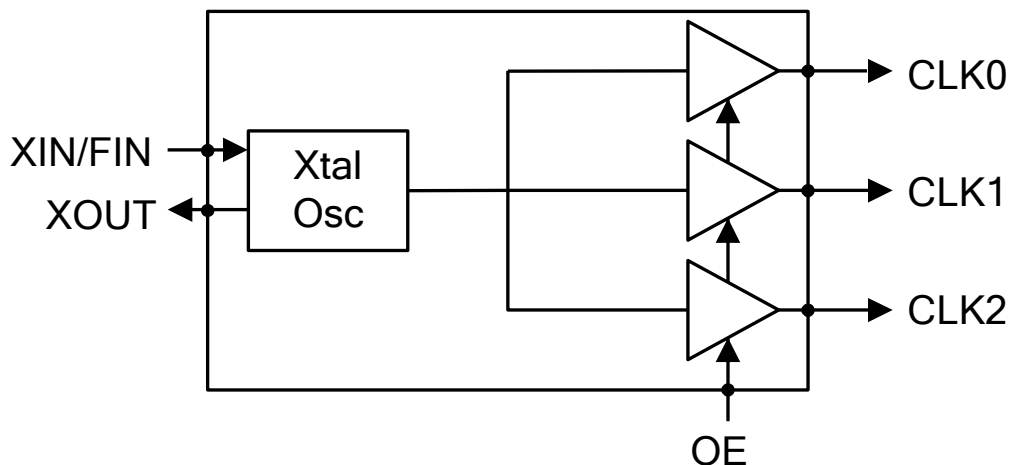 CLK0
XIN/FIN
Xtal
Osc
CLK1
XOUT
CLK2
OE